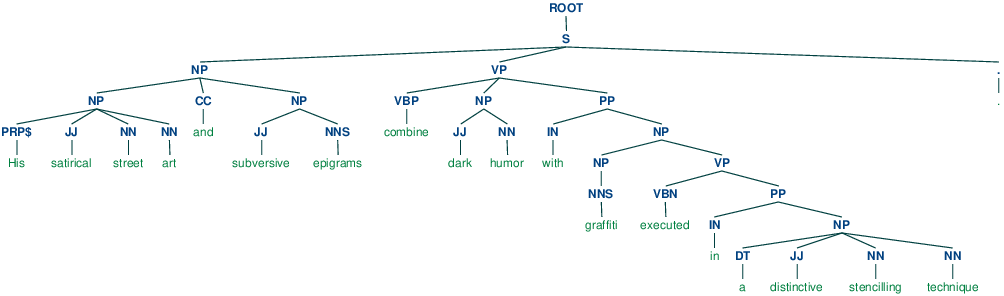 ROOT
S
NP VP .
NP CC NP VBP NP PP .
PRP$ JJ NN NN and JJ NNS combine JJ NN IN NP
His satirical street art subversive epigrams dark humor with NP VP
NNS VBN PP
graffiti executed IN NP
in DT JJ NN NN
a distinctive stencilling technique